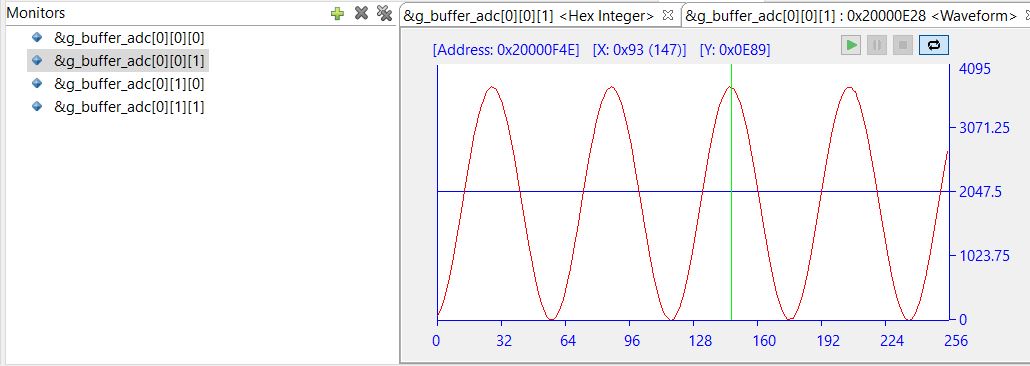 Monitors
&g_buffer_adc[0][0][0]
&g_buffer_adc[0][0][1]
&g_buffer_adc[0][1][0]
&g_buffer_adc[0][1][1]
&g_buffer_adc[0][0][1] <Hex Integer>
&g_buffer_adc[0][0][1] : 0x20000E28 <Waveform>
[Address: 0x20000F4E] [X: 0x93 (147)] [Y: 0x0E89]
4095
3071.25
2047.5
1023.75
0
0 32 64 96 128 160 192 224 256